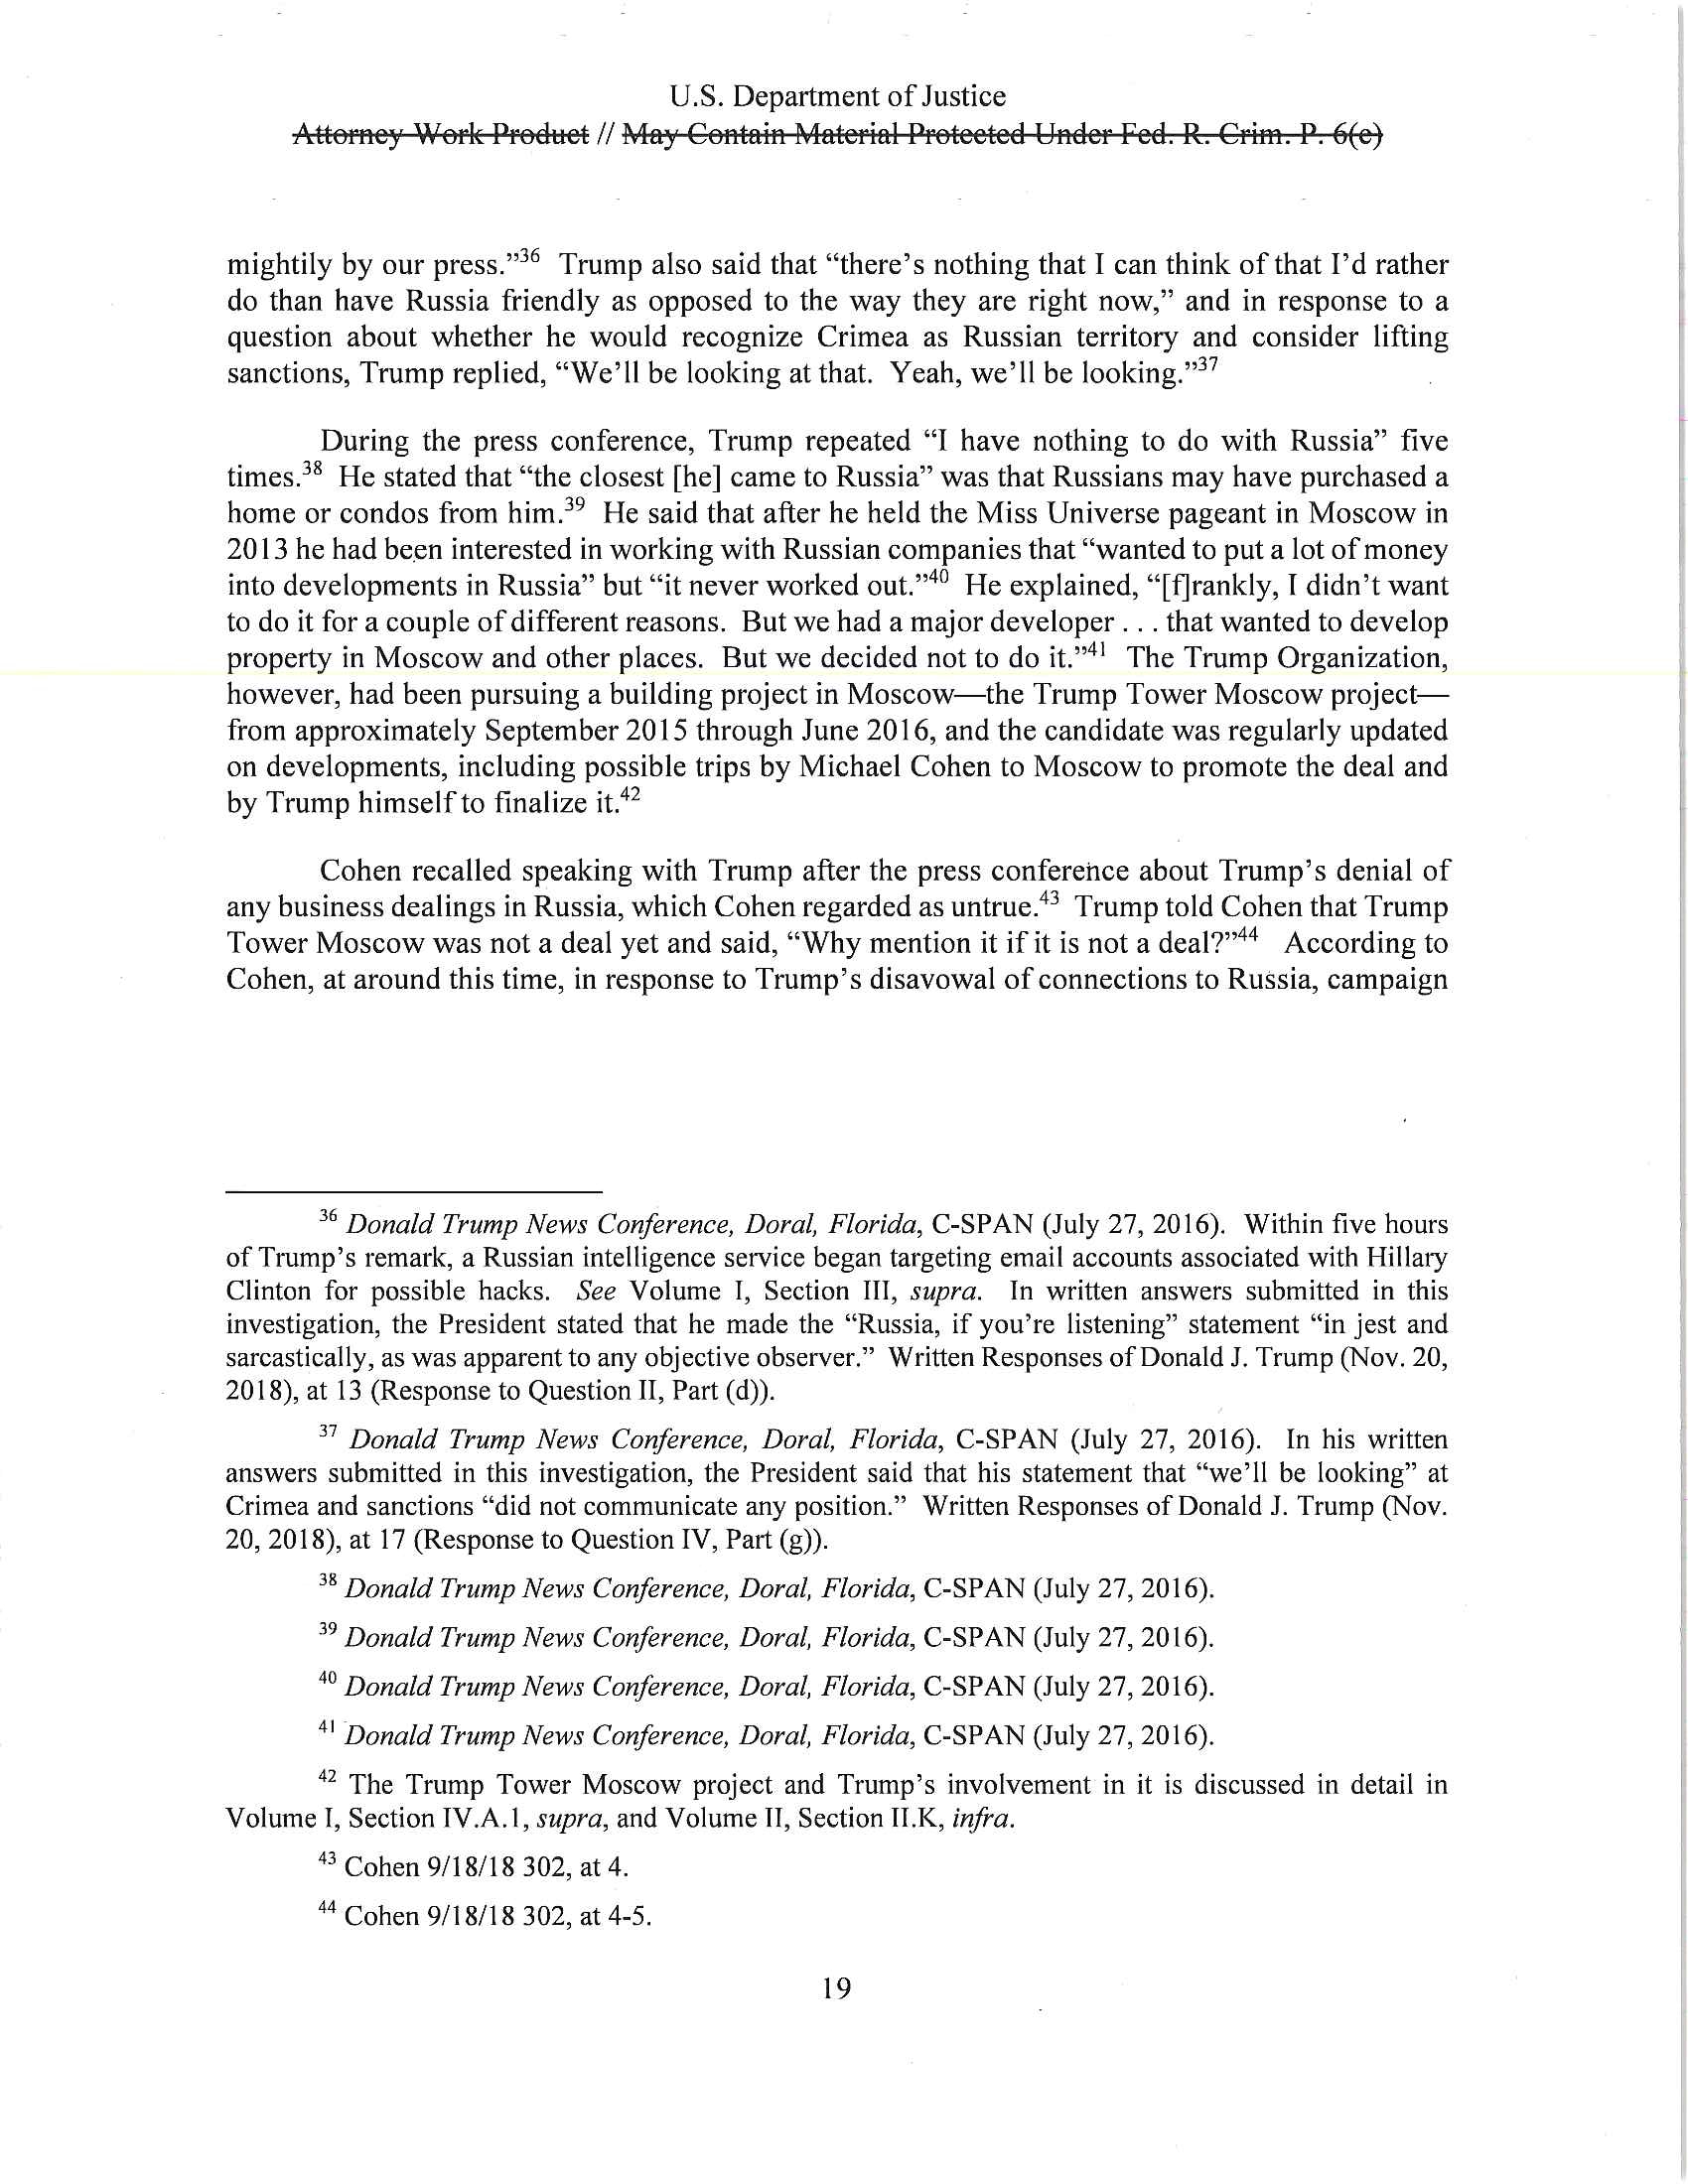 U.S. Department of Justice
Attorney Work Product // May Contain Material Protected Under Fed. R. Crim. P. 6(e)
mightily by our press.”36 Trump also said that “there’s nothing that I can think of that I’d rather
do than have Russia friendly as opposed to the way they are right now,” and in response to a
question about whether he would recognize Crimea as Russian territory and consider lifting
sanctions, Trump replied, “We’ll be looking at that. Yeah, we’ll be looking.”37
During the press conference, Trump repeated “I have nothing to do with Russia” five
times.38 He stated that “the closest [he] came to Russia” was that Russians may have purchased a
home or condos from him.39 He said that after he held the Miss Universe pageant in Moscow in
2013 he had been interested in working with Russian companies that “wanted to put a lot of money
into developments in Russia” but “it never worked out.”40 He explained, “[f]rankly, I didn’t want
to do it for a couple of different reasons. But we had a major developer . . . that wanted to develop
property in Moscow and other places. But we decided not to do it.”41 The Trump Organization,
however, had been pursuing a building project in Moscow—the Trump Tower Moscow project—
from approximately September 2015 through June 2016, and the candidate was regularly updated
on developments, including possible trips by Michael Cohen to Moscow to promote the deal and
by Trump himself to finalize it.42
Cohen recalled speaking with Trump after the press conference about Trump’s denial of
any business dealings in Russia, which Cohen regarded as untrue.43 Trump told Cohen that Trump
Tower Moscow was not a deal yet and said, “Why mention it if it is not a deal?”44 According to
Cohen, at around this time, in response to Trump’s disavowal of connections to Russia, campaign
36 Donald Trump News Conference, Doral, Florida, C-SPAN (July 27, 2016). Within five hours
of Trump’s remark, a Russian intelligence service began targeting email accounts associated with Hillary
Clinton for possible hacks. See Volume I, Section III, supra. In written answers submitted in this
investigation, the President stated that he made the “Russia, if you’re listening” statement “in jest and
sarcastically, as was apparent to any objective observer.” Written Responses of Donald J. Trump (Nov. 20,
2018), at 13 (Response to Question II, Part (d)).
37 Donald Trump News Conference, Doral, Florida, C-SPAN (July 27, 2016). In his written
answers submitted in this investigation, the President said that his statement that “we’ll be looking” at
Crimea and sanctions “did not communicate any position.” Written Responses of Donald J. Trump (Nov.
20, 2018), at 17 (Response to Question IV, Part (g)).
38 Donald Trump News Conference, Doral, Florida, C-SPAN (July 27, 2016).
39 Donald Trump News Conference, Doral, Florida, C-SPAN (July 27, 2016).
40 Donald Trump News Conference, Doral, Florida, C-SPAN (July 27, 2016).
41 Donald Trump News Conference, Doral, Florida, C-SPAN (July 27, 2016).
42 The Trump Tower Moscow project and Trump’s involvement in it is discussed in detail in
Volume I, Section IV.A.1, supra, and Volume II, Section II.K, infra.
43 Cohen 9/18/18 302, at 4.
44 Cohen 9/18/18 302, at 4-5.
19